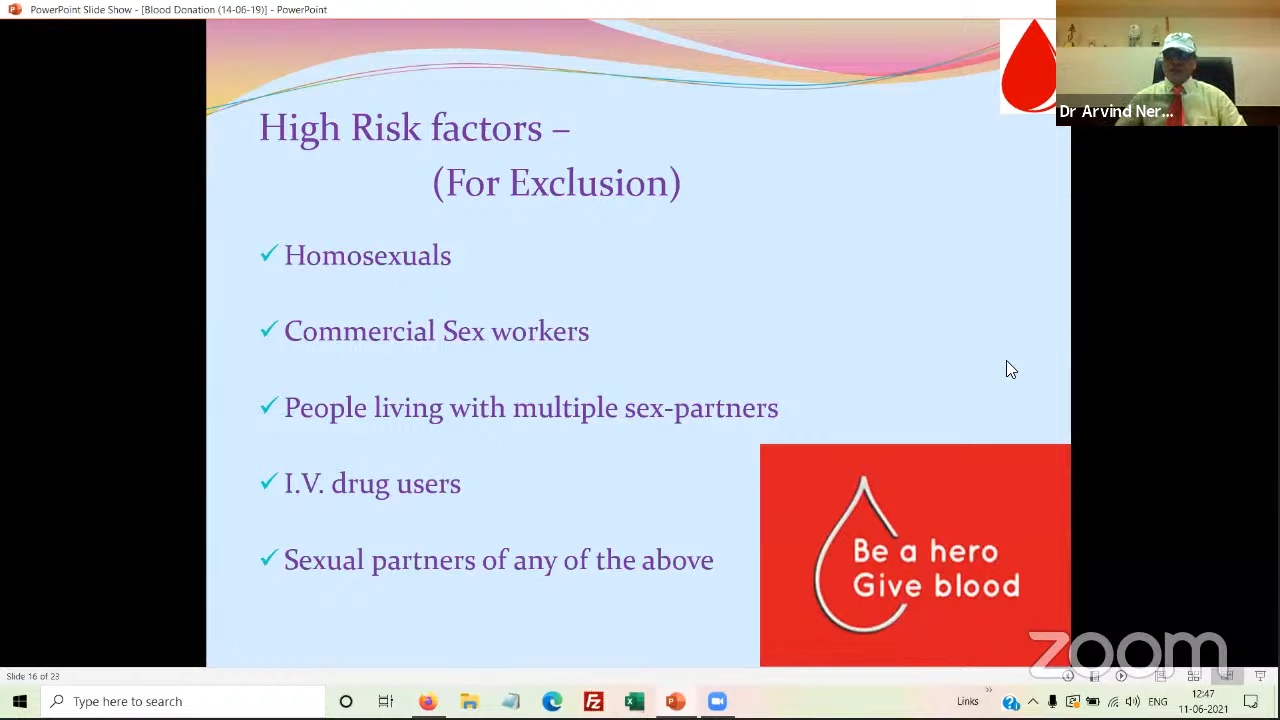 PowerPoint Slide Show - [Blood Donation (14-06-19)] - PowerPoint
Dr Arvind Ner...
High Risk factors –
(For Exclusion)
✓ Homosexuals
✓ Commercial Sex workers
✓ People living with multiple sex-partners
✓ I.V. drug users
✓ Sexual partners of any of the above
Be a hero
Give blood
zoom
Slide 16 of 23
Type here to search
Links
ENG
12:47
11-06-2021